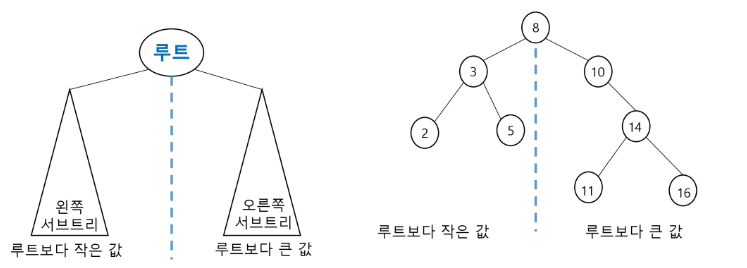 루트
왼쪽
서브트리
루트보다 작은 값
오른쪽
서브트리
루트보다 큰 값
8
3
10
2
5
14
11
16
루트보다 작은 값
루트보다 큰 값